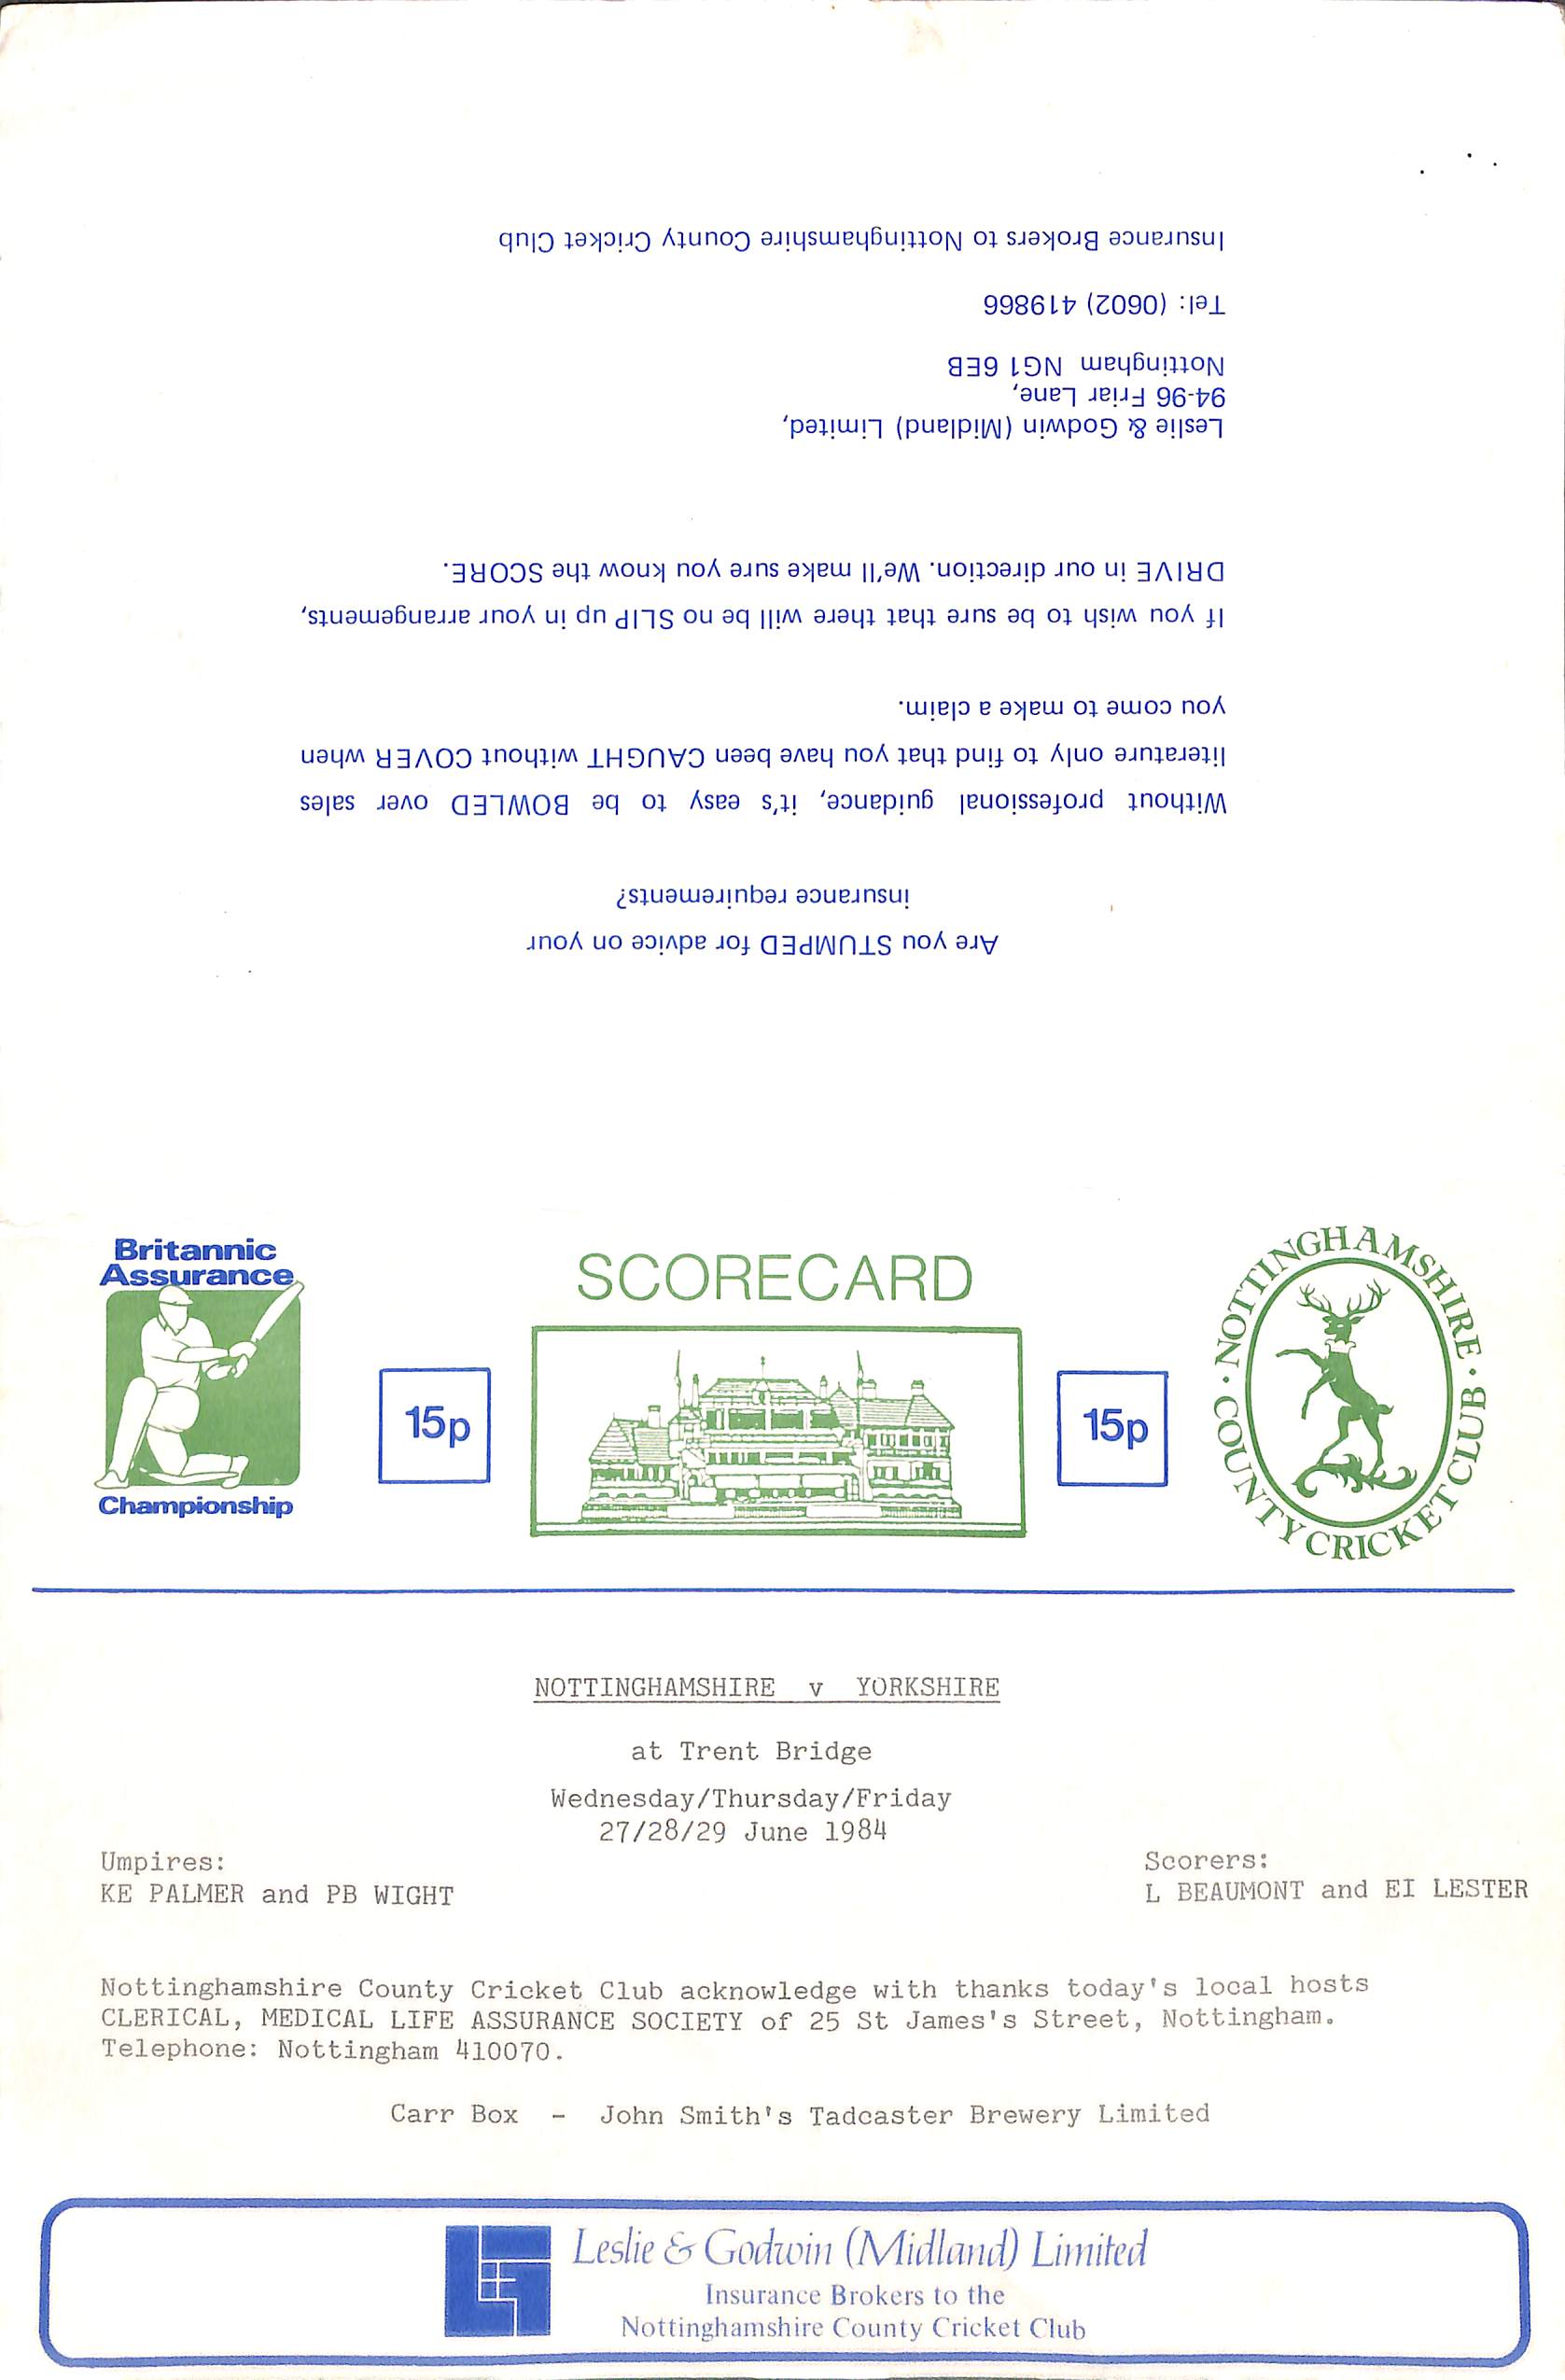 Are you STUMPED for advice on your
insurance requirements?
Without professional guidance, it's easy to be BOWLED over sales
literature only to find that you have been CAUGHT without COVER when
you come to make a claim.
If you wish to be sure that there will be no SLIP up in your arrangements,
DRIVE in our direction. We'll make sure you know the SCORE.
Leslie & Godwin (Midland) Limited,
94-96 Friar Lane,
Nottingham NG1 6EB
Tel: (0602) 419866
Insurance Brokers to Nottinghamshire County Cricket Club
Britannic
Assurance
Championship
15p
SCORECARD
15p
· NOTTINGHAMSHIRE ·
COUNTY CRICKET CLUB
NOTTINGHAMSHIRE v YORKSHIRE
at Trent Bridge
Wednesday/Thursday/Friday
27/28/29 June 1984
Umpires:
KE PALMER and PB WIGHT
Scorers:
L BEAUMONT and EI LESTER
Nottinghamshire County Cricket Club acknowledge with thanks today's local hosts
CLERICAL, MEDICAL LIFE ASSURANCE SOCIETY of 25 St James's Street, Nottingham.
Telephone: Nottingham 410070.
Carr Box - John Smith's Tadcaster Brewery Limited
Leslie & Godwin (Midland) Limited
Insurance Brokers to the
Nottinghamshire County Cricket Club